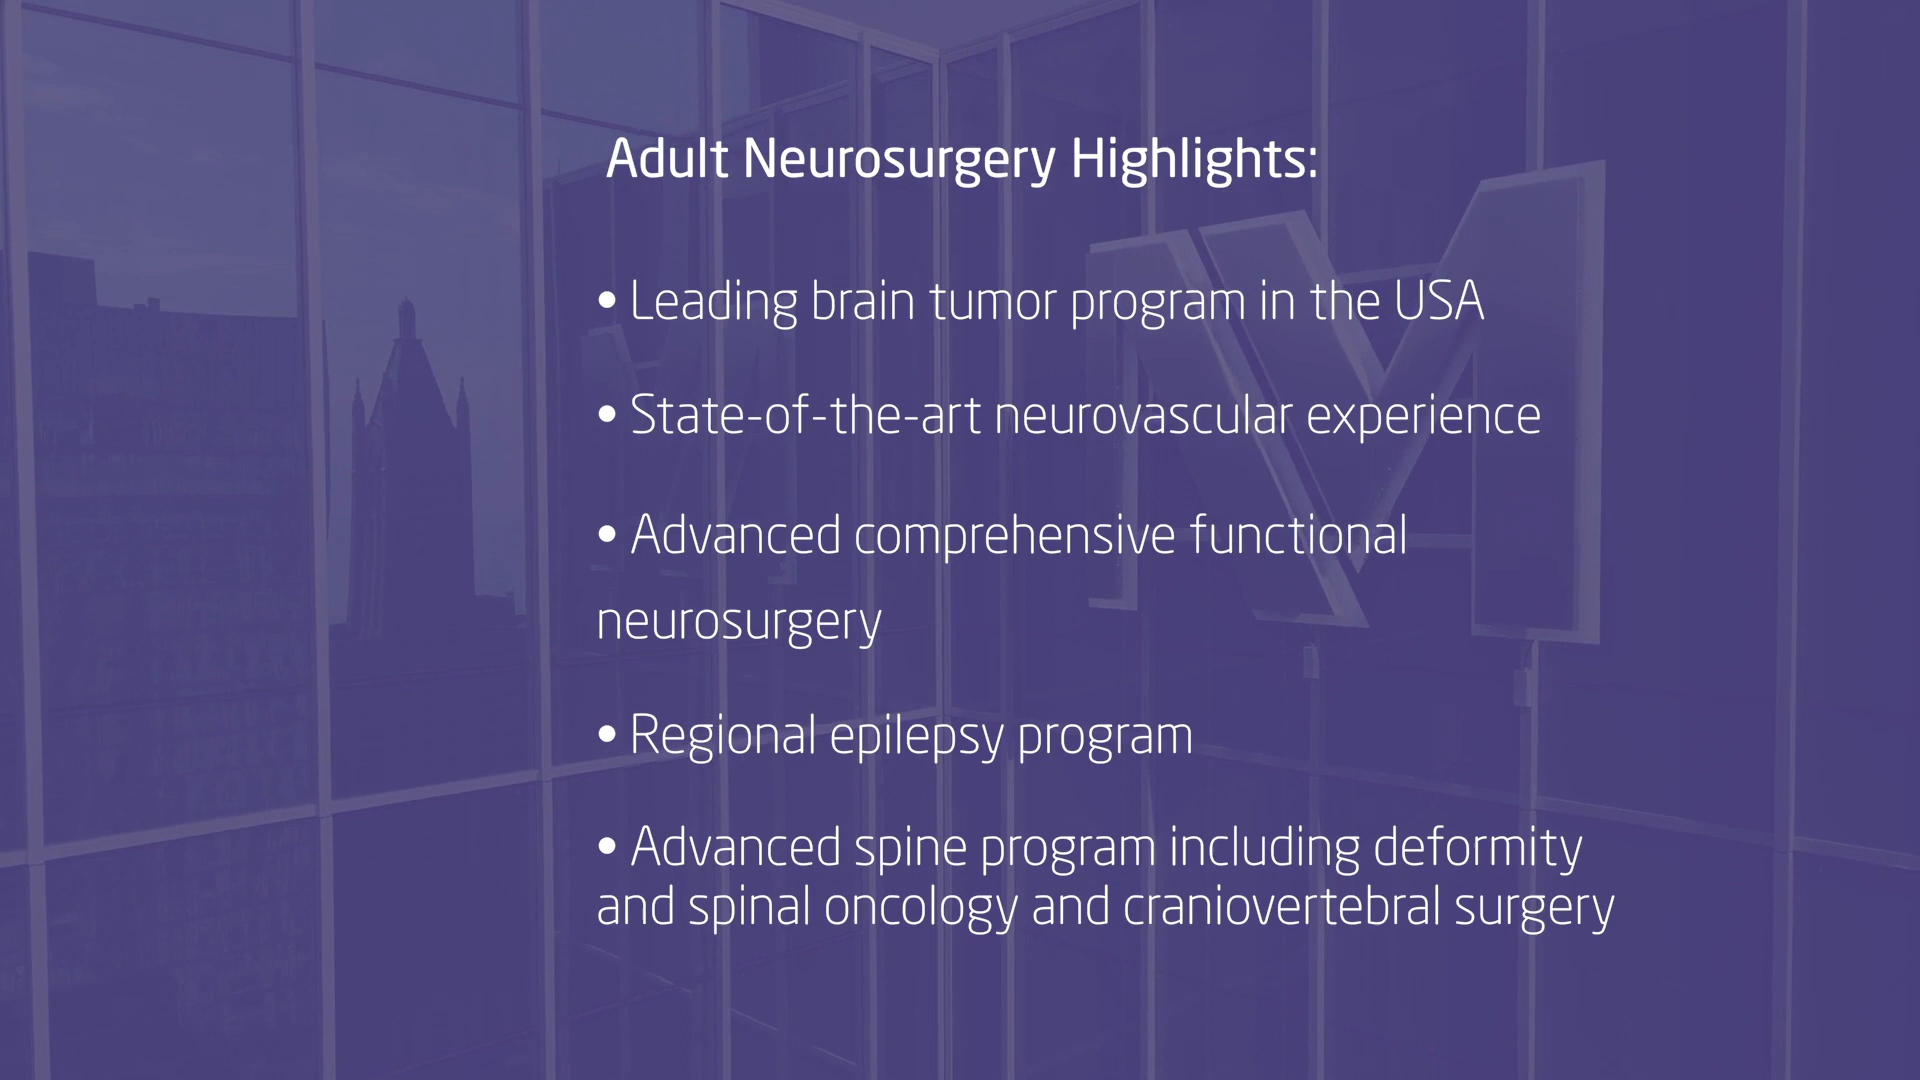 Adult Neurosurgery Highlights:
• Leading brain tumor program in the USA
• State-of-the-art neurovascular experience
• Advanced comprehensive functional
neurosurgery
• Regional epilepsy program
• Advanced spine program including deformity
and spinal oncology and craniovertebral surgery